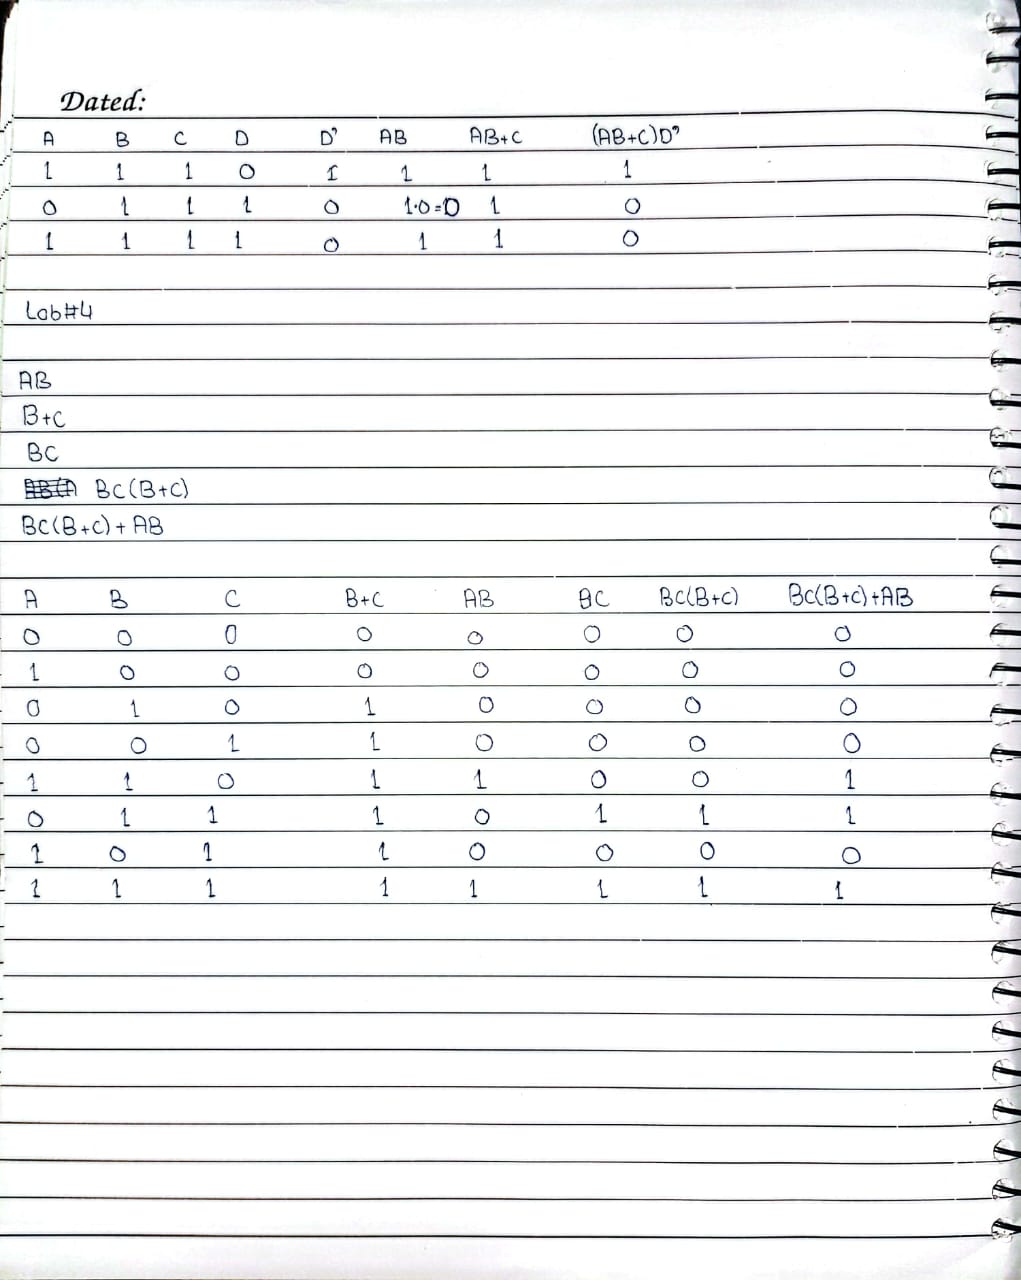 Dated:
A B C D D' AB AB+C (AB+C)D'
1 1 1 0 1 1 1 1
0 1 1 1 0 1·0=0 1 0
1 1 1 1 0 1 1 0
Lab#4
AB
B+C
BC
BC(B+C)
BC(B+C)+AB
A B C B+C AB BC BC(B+C) BC(B+C)+AB
0 0 0 0 0 0 0 0
1 0 0 0 0 0 0 0
0 1 0 1 0 0 0 0
0 0 1 1 0 0 0 0
1 1 0 1 1 0 0 1
0 1 1 1 0 1 1 1
1 0 1 1 0 0 0 0
1 1 1 1 1 1 1 1